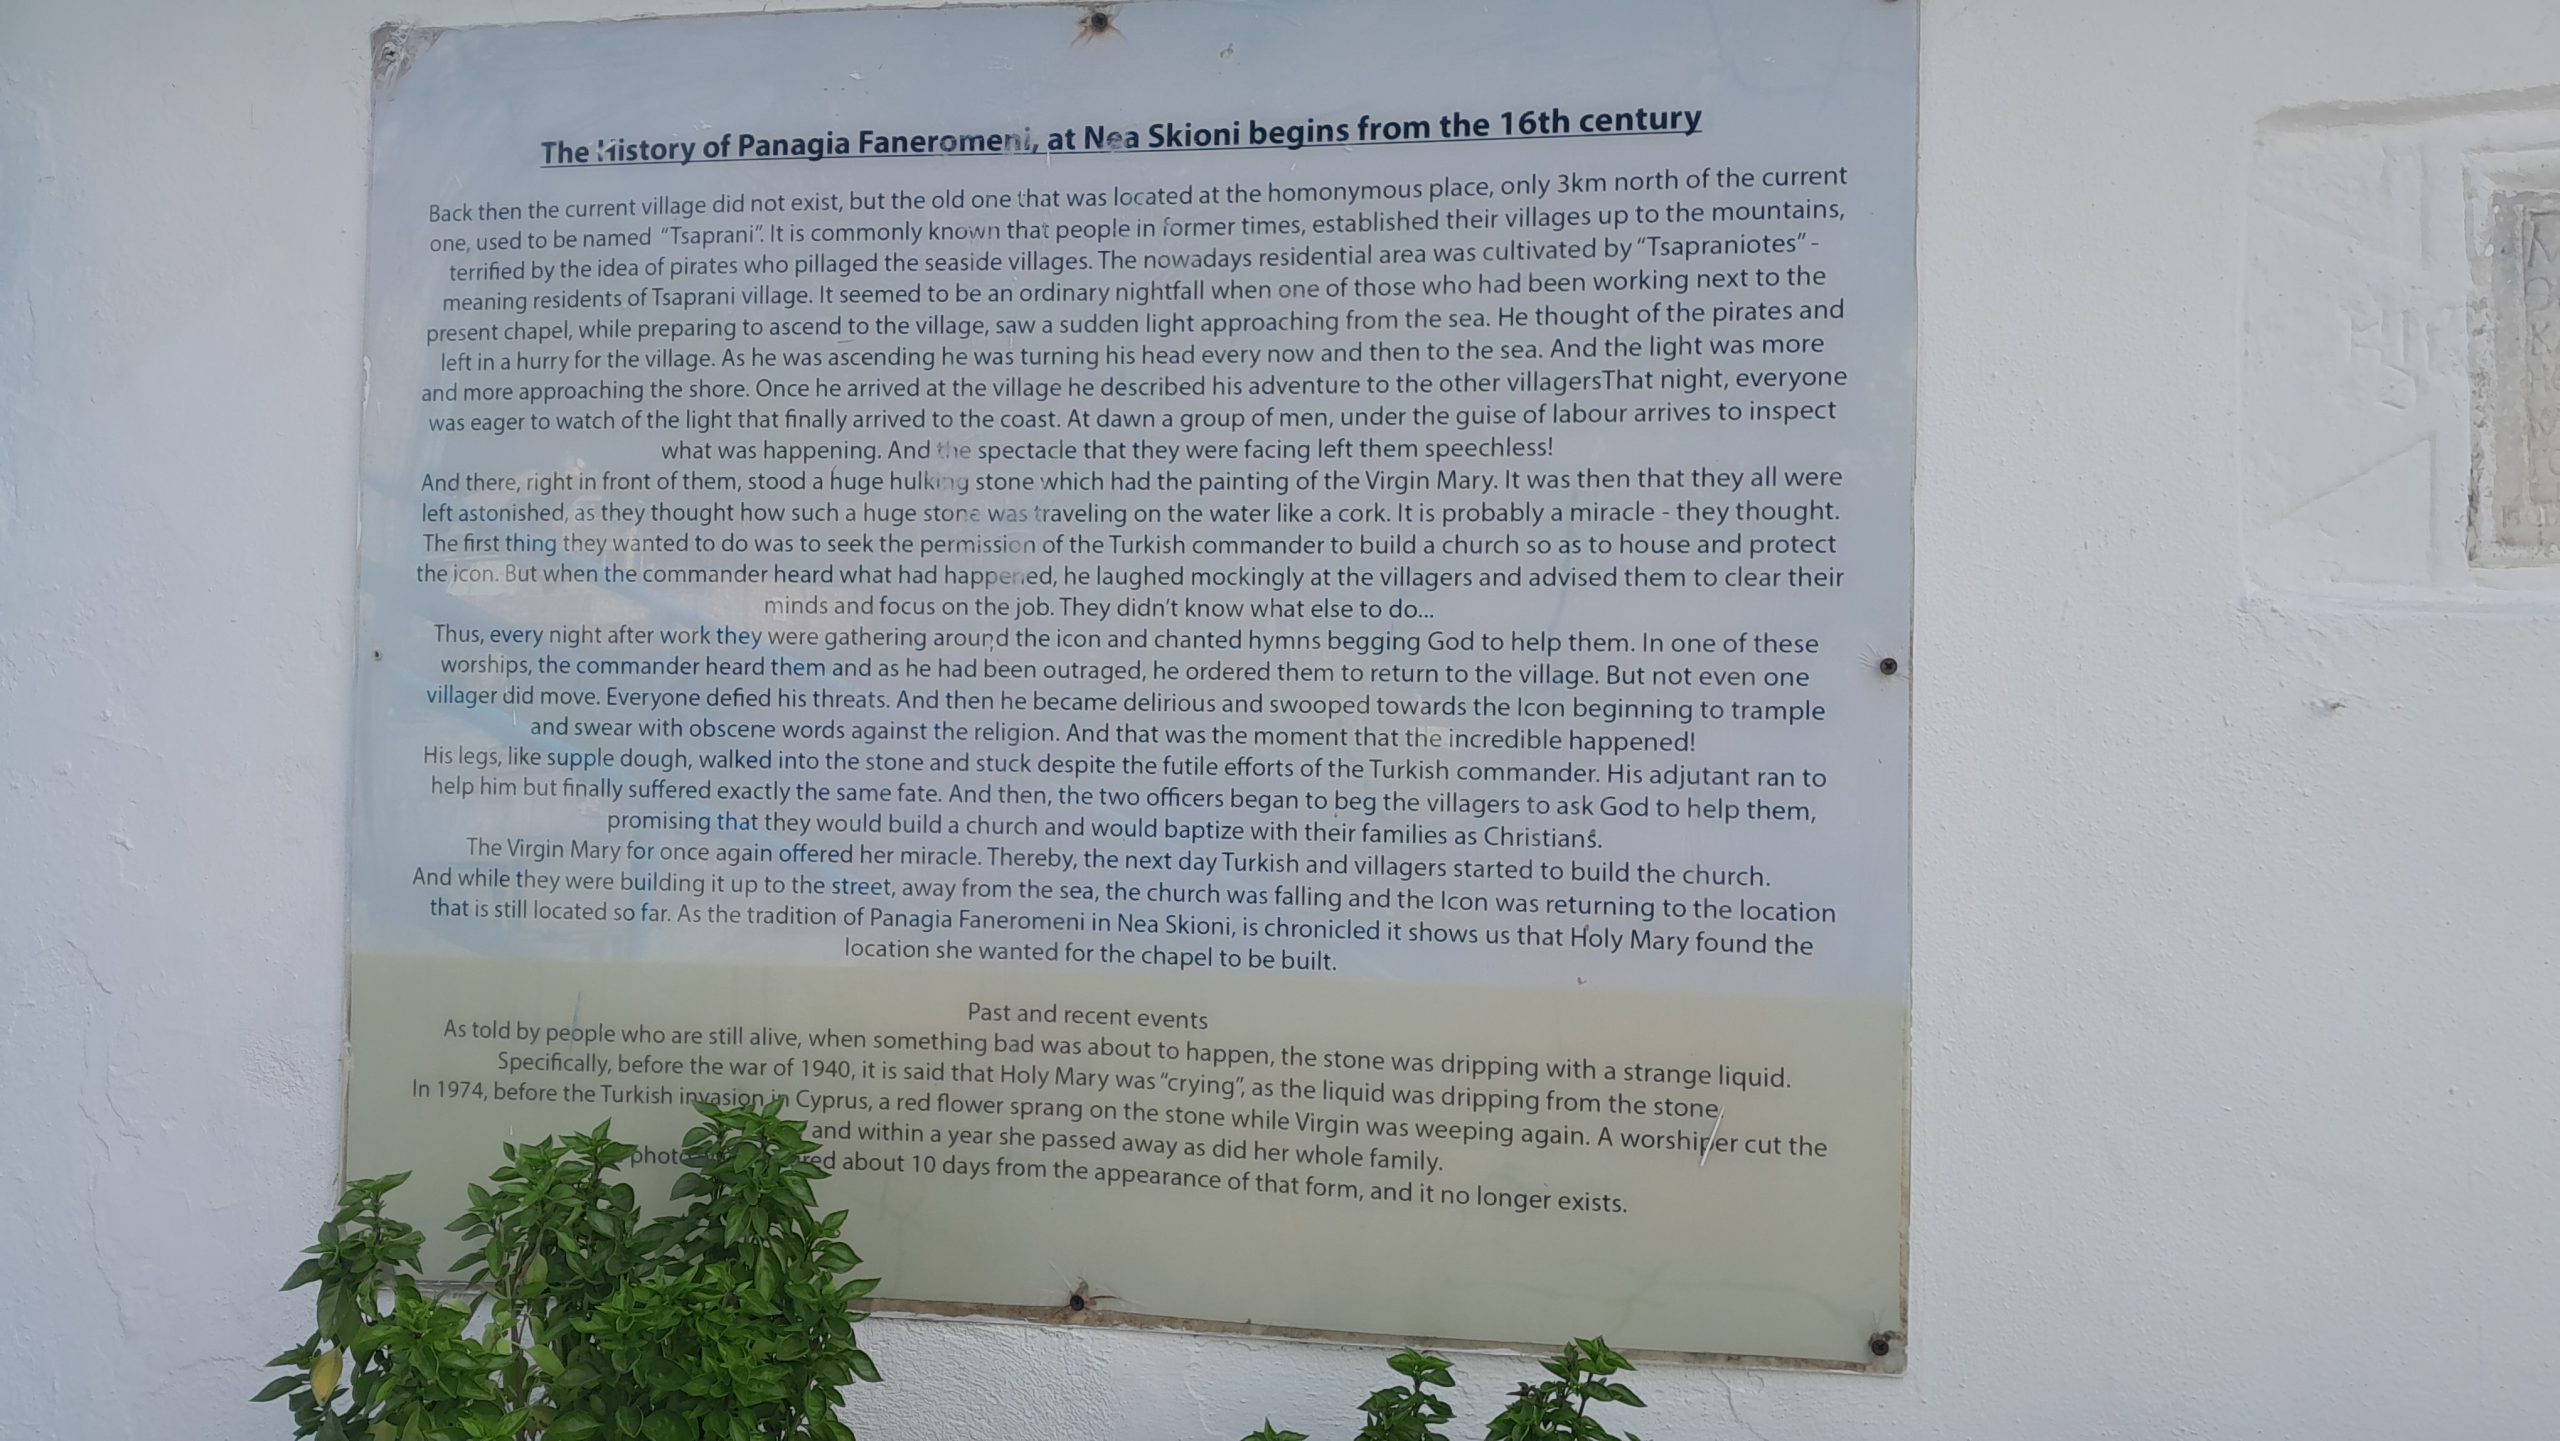 The History of Panagia Faneromeni, at Nea Skioni begins from the 16th century
Back then the current village did not exist, but the old one that was located at the homonymous place, only 3km north of the current
one, used to be named "Tsaprani". It is commonly known that people in former times, established their villages up to the mountains,
terrified by the idea of pirates who pillaged the seaside villages. The nowadays residential area was cultivated by "Tsapraniotes" -
meaning residents of Tsaprani village. It seemed to be an ordinary nightfall when one of those who had been working next to the
present chapel, while preparing to ascend to the village, saw a sudden light approaching from the sea. He thought of the pirates and
left in a hurry for the village. As he was ascending he was turning his head every now and then to the sea. And the light was more
and more approaching the shore. Once he arrived at the village he described his adventure to the other villagersThat night, everyone
was eager to watch of the light that finally arrived to the coast. At dawn a group of men, under the guise of labour arrives to inspect
what was happening. And the spectacle that they were facing left them speechless!
And there, right in front of them, stood a huge hulking stone which had the painting of the Virgin Mary. It was then that they all were
left astonished, as they thought how such a huge stone was traveling on the water like a cork. It is probably a miracle - they thought.
The first thing they wanted to do was to seek the permission of the Turkish commander to build a church so as to house and protect
the icon. But when the commander heard what had happened, he laughed mockingly at the villagers and advised them to clear their
minds and focus on the job. They didn't know what else to do...
Thus, every night after work they were gathering around the icon and chanted hymns begging God to help them. In one of these
worships, the commander heard them and as he had been outraged, he ordered them to return to the village. But not even one
villager did move. Everyone defied his threats. And then he became delirious and swooped towards the Icon beginning to trample
and swear with obscene words against the religion. And that was the moment that the incredible happened!
His legs, like supple dough, walked into the stone and stuck despite the futile efforts of the Turkish commander. His adjutant ran to
help him but finally suffered exactly the same fate. And then, the two officers began to beg the villagers to ask God to help them,
promising that they would build a church and would baptize with their families as Christians.
The Virgin Mary for once again offered her miracle. Thereby, the next day Turkish and villagers started to build the church.
And while they were building it up to the street, away from the sea, the church was falling and the Icon was returning to the location
that is still located so far. As the tradition of Panagia Faneromeni in Nea Skioni, is chronicled it shows us that Holy Mary found the
location she wanted for the chapel to be built.
Past and recent events
As told by people who are still alive, when something bad was about to happen, the stone was dripping with a strange liquid.
Specifically, before the war of 1940, it is said that Holy Mary was "crying", as the liquid was dripping from the stone.
In 1974, before the Turkish invasion in Cyprus, a red flower sprang on the stone while Virgin was weeping again. A worshiper cut the
and within a year she passed away as did her whole family.
about 10 days from the appearance of that form, and it no longer exists.